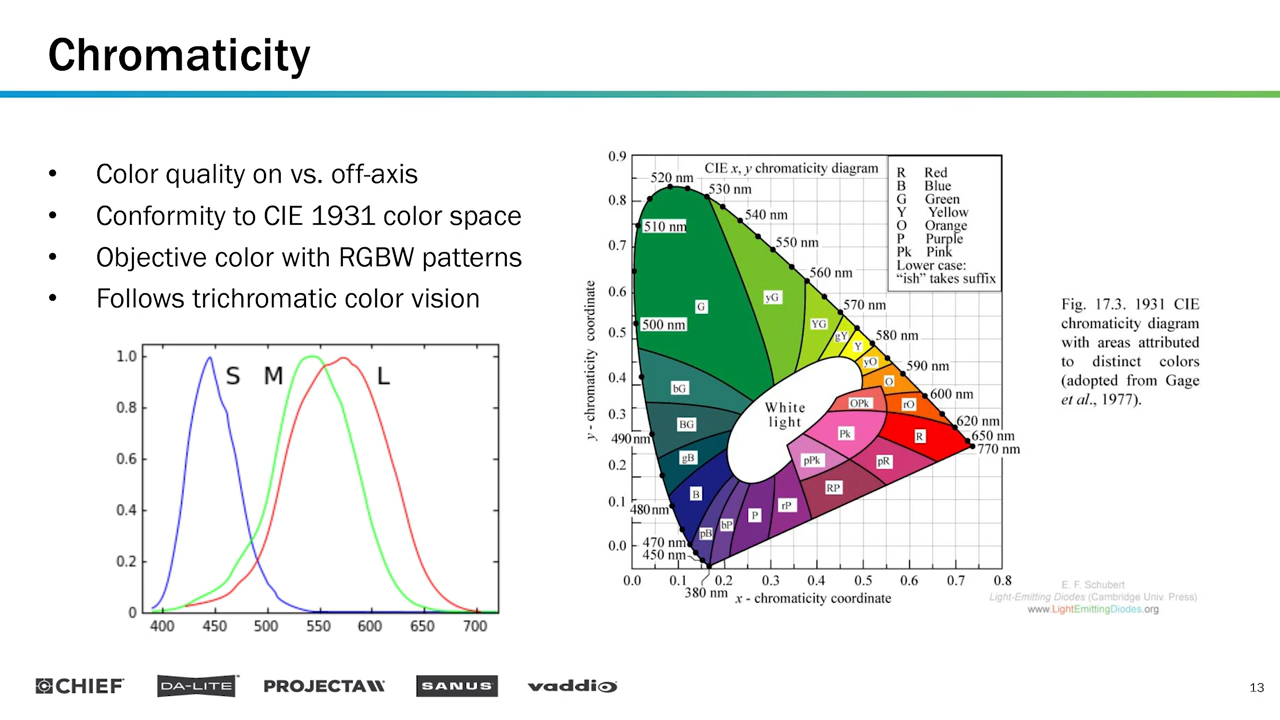 Chromaticity
• Color quality on vs. off-axis
• Conformity to CIE 1931 color space
• Objective color with RGBW patterns
• Follows trichromatic color vision
1.0
0.8
0.6
0.4
0.2
0
S M L
400 450 500 550 600 650 700
CIE x, y chromaticity diagram
R Red
B Blue
G Green
Y Yellow
O Orange
P Purple
Pk Pink
Lower case:
“ish” takes suffix
y - chromaticity coordinate
0.9
0.8
0.7
0.6
0.5
0.4
0.3
0.2
0.1
0.0
520 nm
530 nm
510 nm
540 nm
550 nm
560 nm
570 nm
500 nm
580 nm
590 nm
600 nm
620 nm
650 nm
770 nm
490 nm
480 nm
470 nm
450 nm
380 nm
G
yG
YG
gY
Y
yO
O
rO
bG
BG
gB
B
White
light
OPk
Pk
pPk
R
pR
RP
rP
P
bP
pB
0.0 0.1 0.2 0.3 0.4 0.5 0.6 0.7 0.8
x - chromaticity coordinate
Fig. 17.3. 1931 CIE
chromaticity diagram
with areas attributed
to distinct colors
(adopted from Gage
et al., 1977).
E. F. Schubert
Light-Emitting Diodes (Cambridge Univ. Press)
www.LightEmittingDiodes.org
CHIEF DA-LITE PROJECTA SANUS vaddio
13